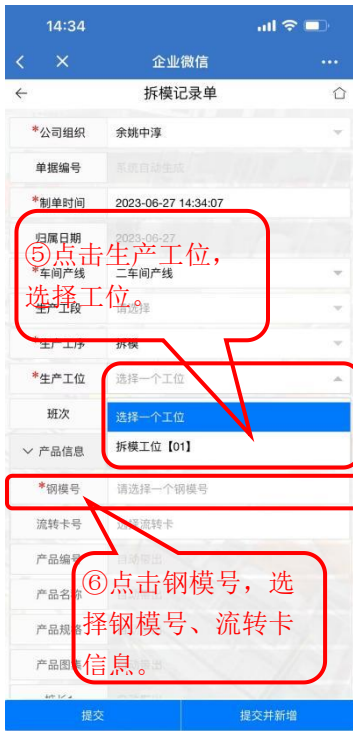 14:34
企业微信
拆模记录单
*公司组织 余姚中淳
单据编号 系统自动生成
*制单时间 2023-06-27 14:34:07
归属日期 2023-06-27
⑤点击生产工位，
选择工位。
*车间产线 二车间产线
生产工段 请选择
*生产工序 拆模
*生产工位 选择一个工位
班次 选择一个工位
拆模工位【01】
产品信息
*钢模号 请选择一个钢模号
流转卡号 选择流转卡
产品编号 自动带出
⑥点击钢模号，选
择钢模号、流转卡
信息。
产品名称
产品规格
产品图集
提交 提交并新增